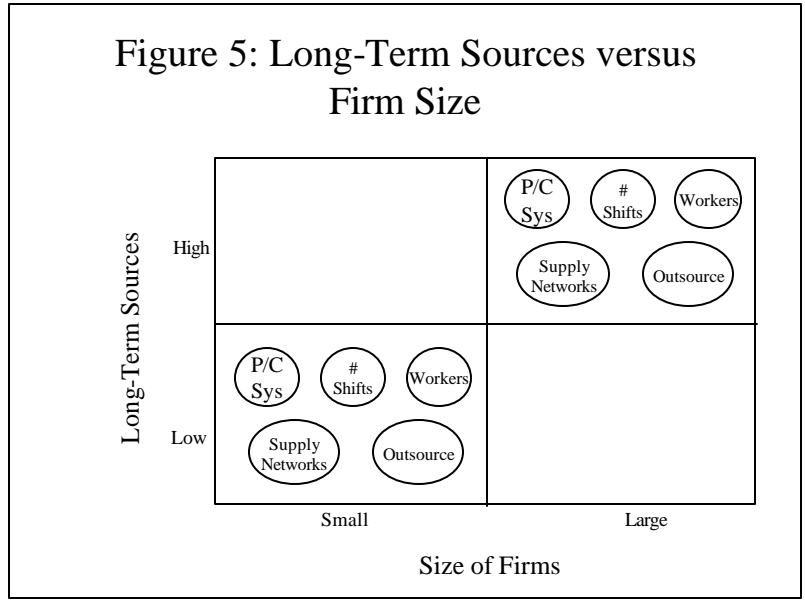 Figure 5: Long-Term Sources versus
Firm Size
Long-Term Sources
High
P/C
Sys
#
Shifts
Workers
Supply
Networks
Outsource
Low
P/C
Sys
#
Shifts
Workers
Supply
Networks
Outsource
Small
Large
Size of Firms